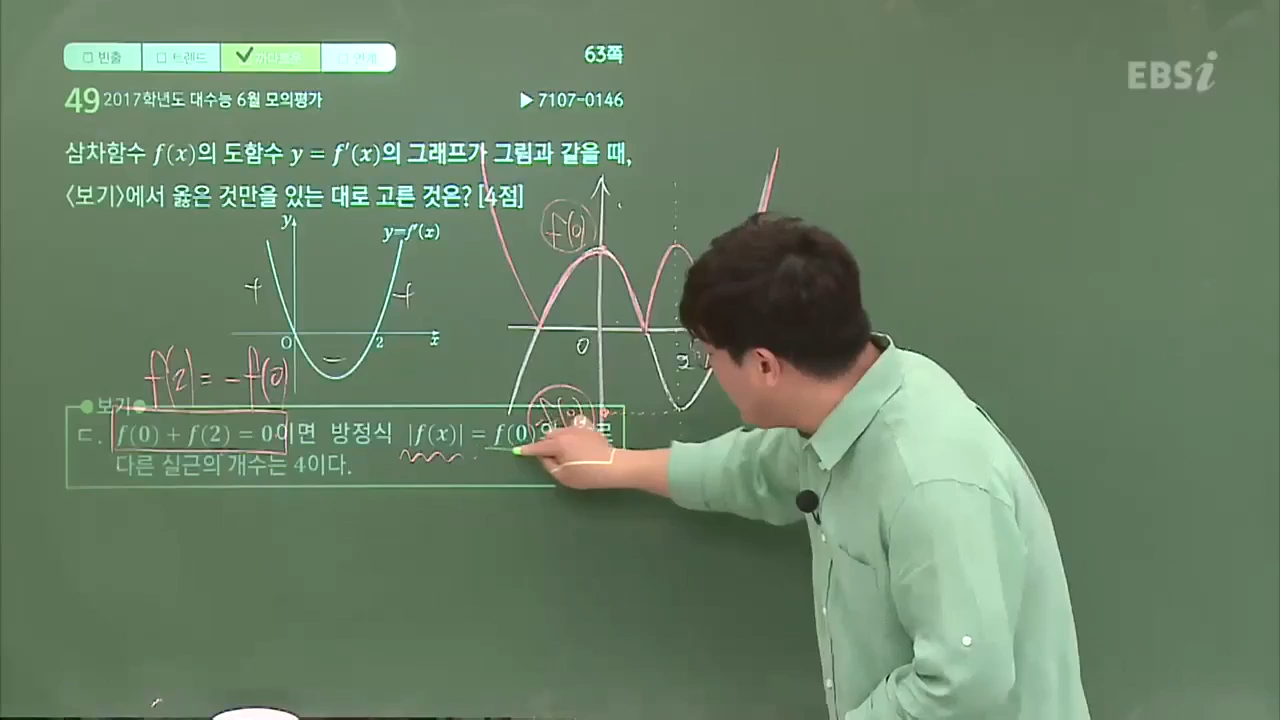 빈출 트렌드 까다로운 연계
63쪽
EBSi
49 2017학년도 대수능 6월 모의평가 ▶7107-0146
삼차함수 f(x)의 도함수 y = f'(x)의 그래프가 그림과 같을 때,
<보기>에서 옳은 것만을 있는 대로 고른 것은? [4점]
y
y=f'(x)
+ +
O 2 x
−
f(0)
0
2
f(2) = -f(0)
보기
-f(0)
ㄷ. f(0) + f(2) = 0이면 방정식 |f(x)| = f(0)
다른 실근의 개수는 4이다.